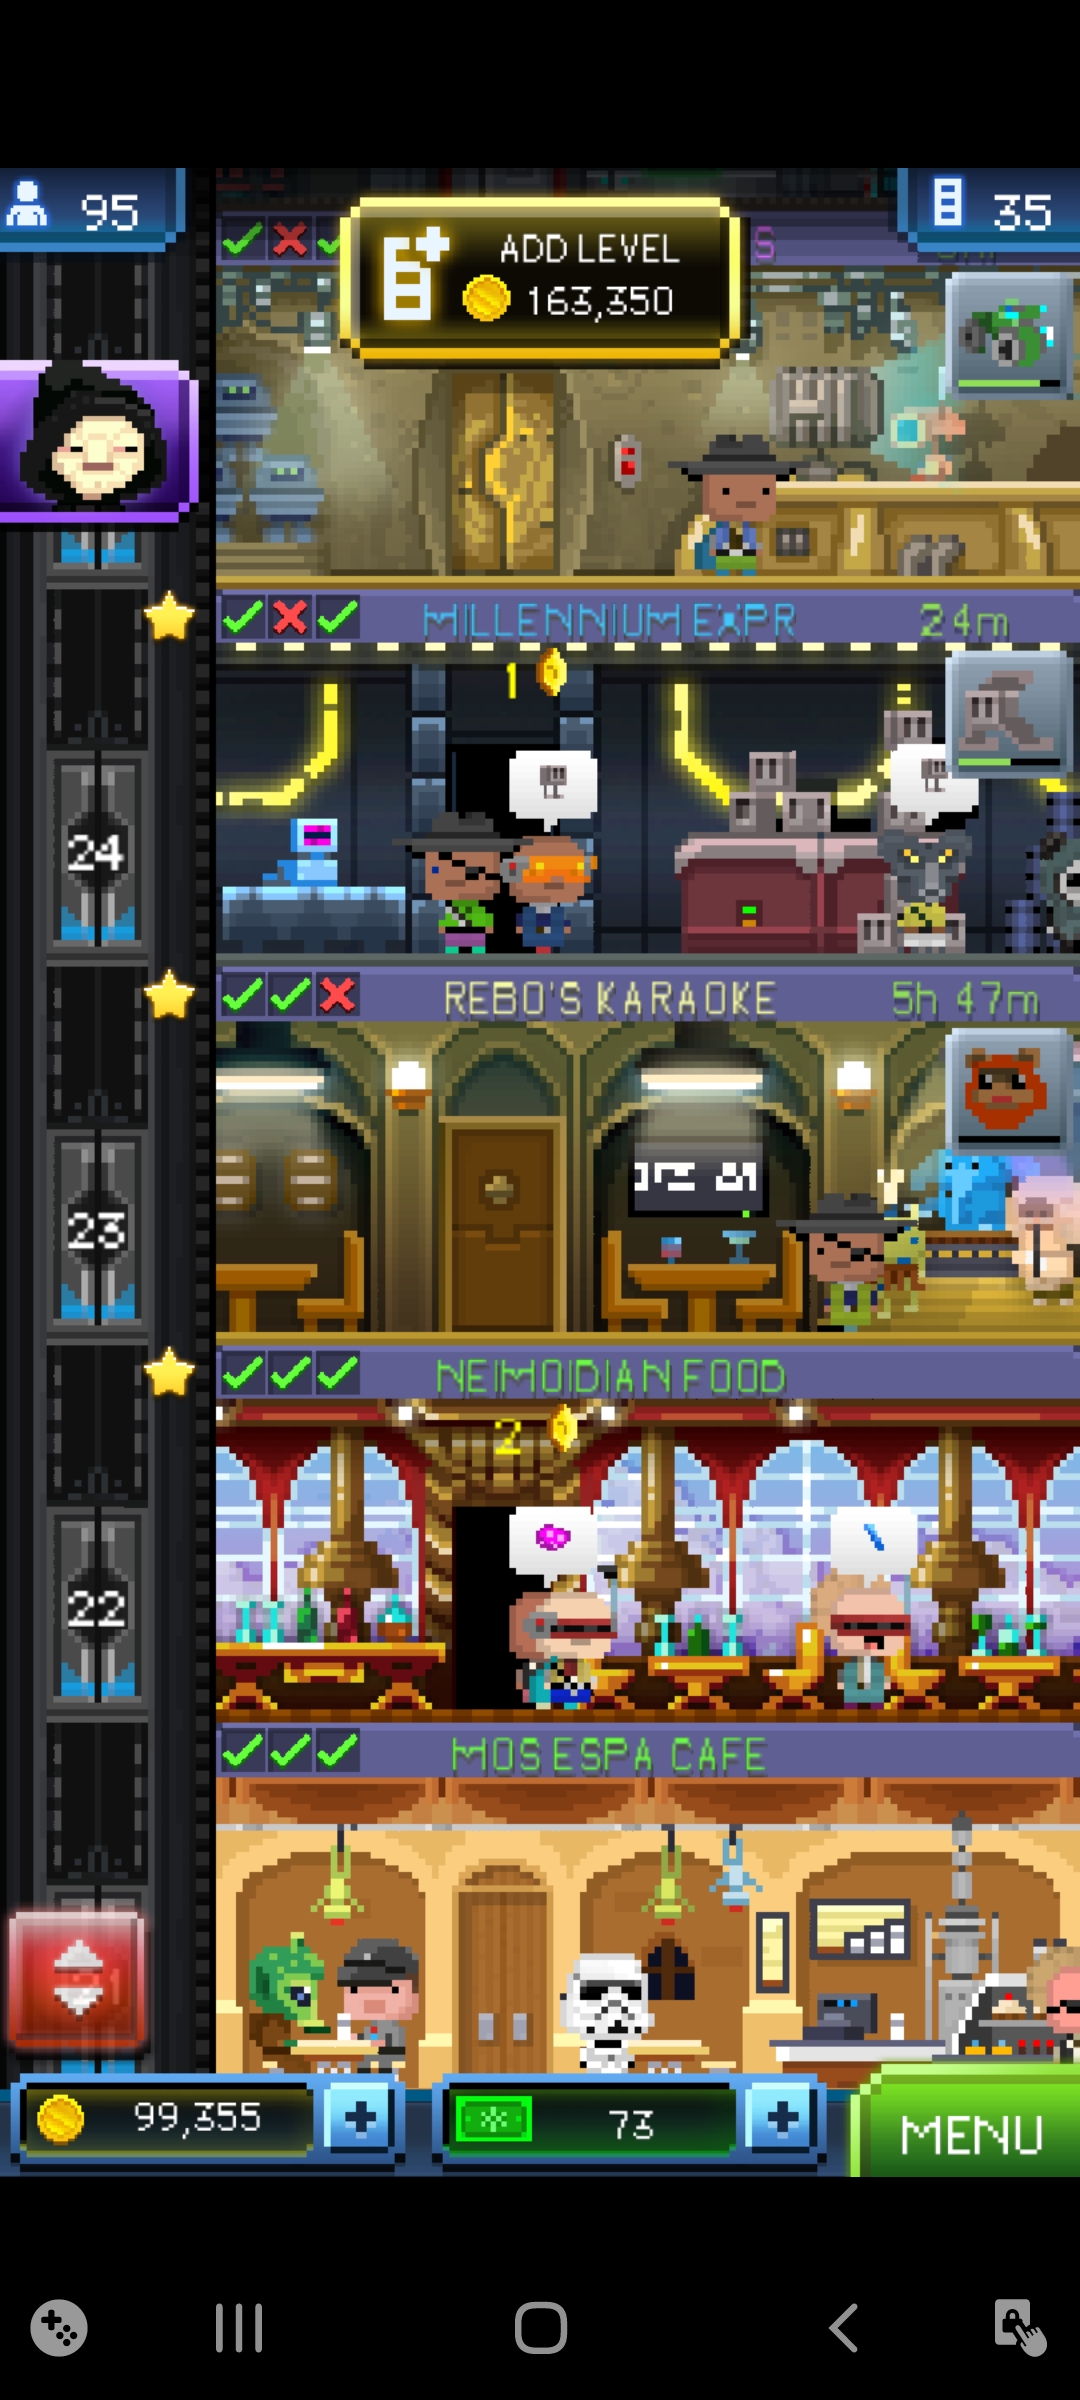 95
35
ADD LEVEL
163,350
S
MILLENNIUM EXPR
24m
1
24
REBO'S KARAOKE
5h 47m
23
NEIMOIDIAN FOOD
2
22
MOS ESPA CAFE
99,355
73
MENU